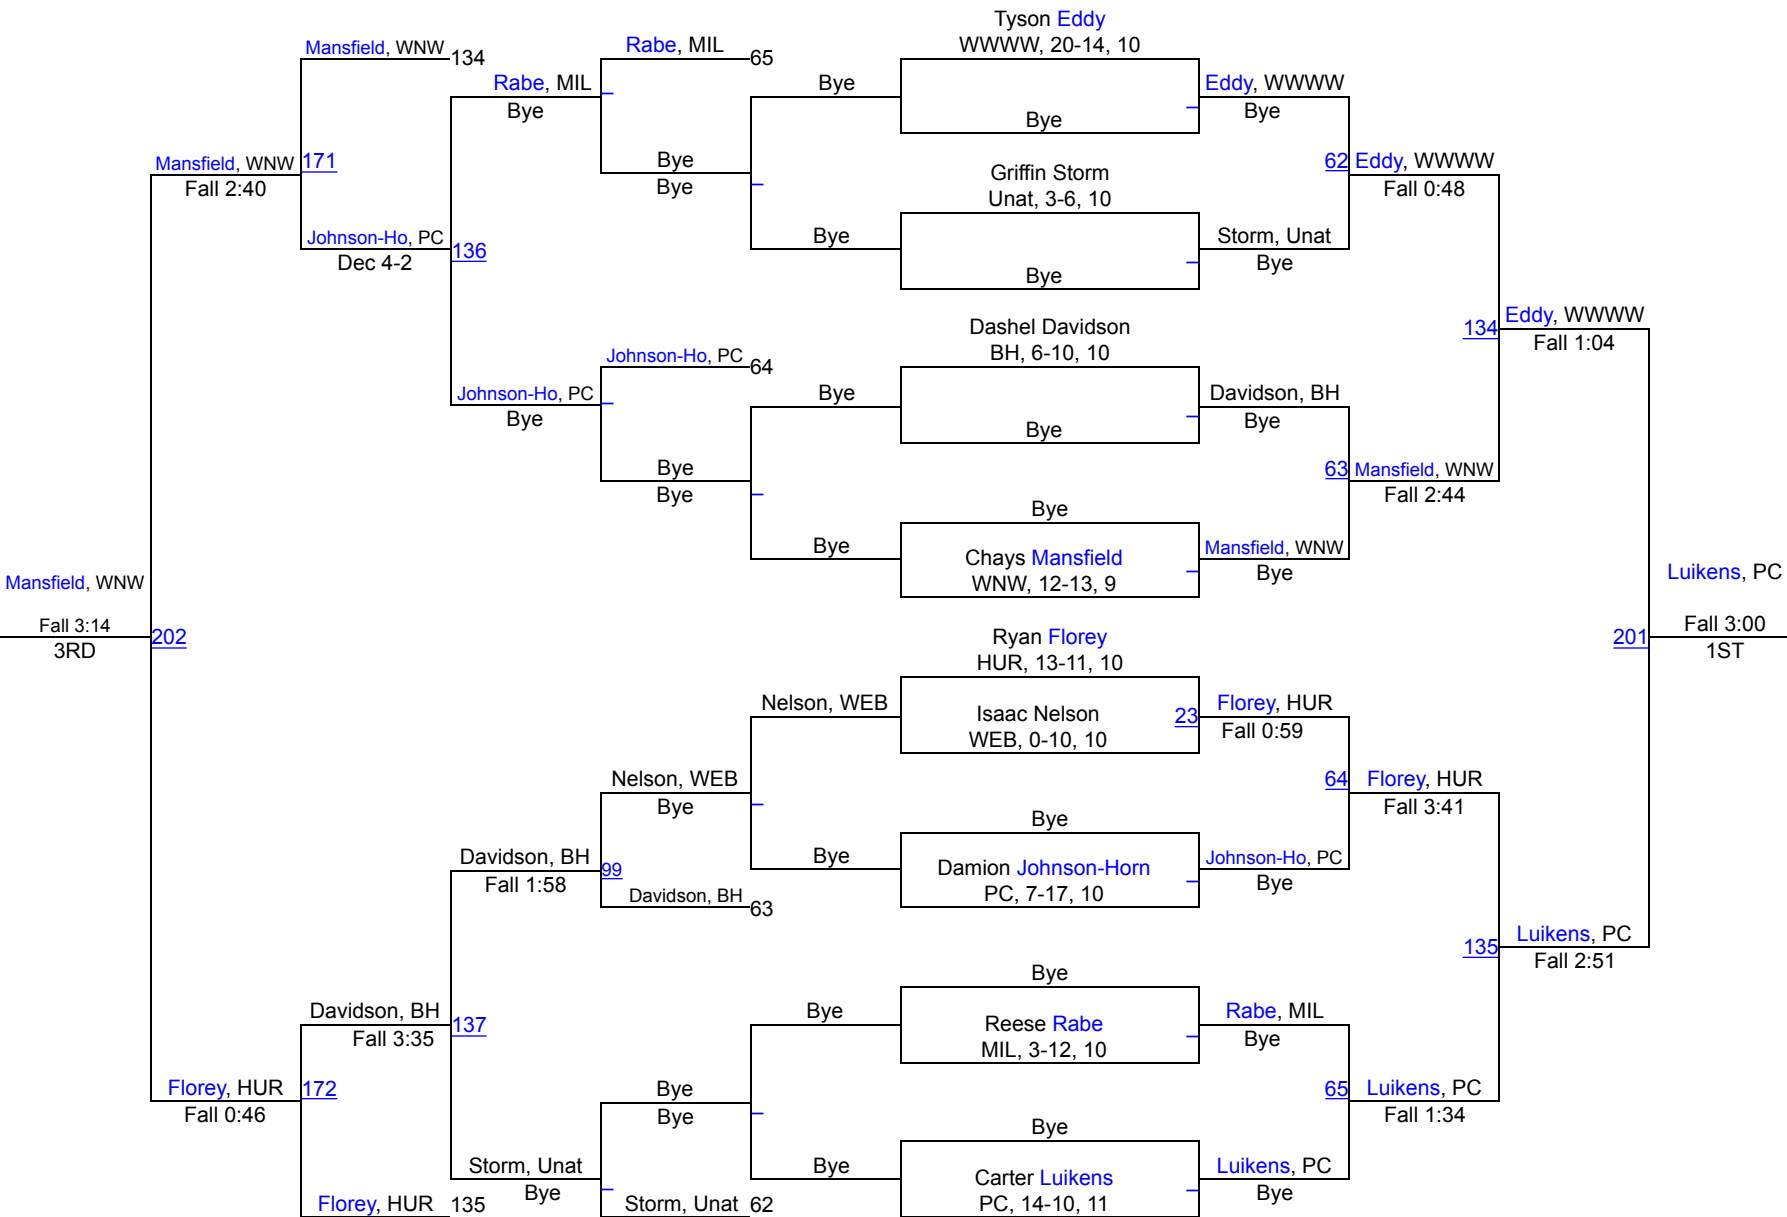 Tyson Eddy
WWWW, 20-14, 10
Bye
Griffin Storm
Unat, 3-6, 10
Bye
Dashel Davidson
BH, 6-10, 10
Bye
Bye
Chays Mansfield
WNW, 12-13, 9
Ryan Florey
HUR, 13-11, 10
Isaac Nelson
WEB, 0-10, 10
23
Bye
Damion Johnson-Horn
PC, 7-17, 10
Bye
Reese Rabe
MIL, 3-12, 10
Bye
Carter Luikens
PC, 14-10, 11
Eddy, WWWW
Bye
Storm, Unat
Bye
Davidson, BH
Bye
Mansfield, WNW
Bye
Florey, HUR
Fall 0:59
Johnson-Ho, PC
Bye
Rabe, MIL
Bye
Luikens, PC
Bye
62
Eddy, WWWW
Fall 0:48
63
Mansfield, WNW
Fall 2:44
64
Florey, HUR
Fall 3:41
65
Luikens, PC
Fall 1:34
134
Eddy, WWWW
Fall 1:04
135
Luikens, PC
Fall 2:51
201
Luikens, PC
Fall 3:00
1ST
Bye
Bye
Bye
Bye
Nelson, WEB
Bye
Bye
Bye
Rabe, MIL
65
Bye
Bye
Johnson-Ho, PC
64
Bye
Bye
Nelson, WEB
Bye
Davidson, BH
63
Bye
Bye
Storm, Unat
62
Rabe, MIL
Bye
Johnson-Ho, PC
Bye
99
Davidson, BH
Fall 1:58
Storm, Unat
Bye
Mansfield, WNW
134
136
Johnson-Ho, PC
Dec 4-2
137
Davidson, BH
Fall 3:35
Florey, HUR
135
171
Mansfield, WNW
Fall 2:40
172
Florey, HUR
Fall 0:46
202
Mansfield, WNW
Fall 3:14
3RD